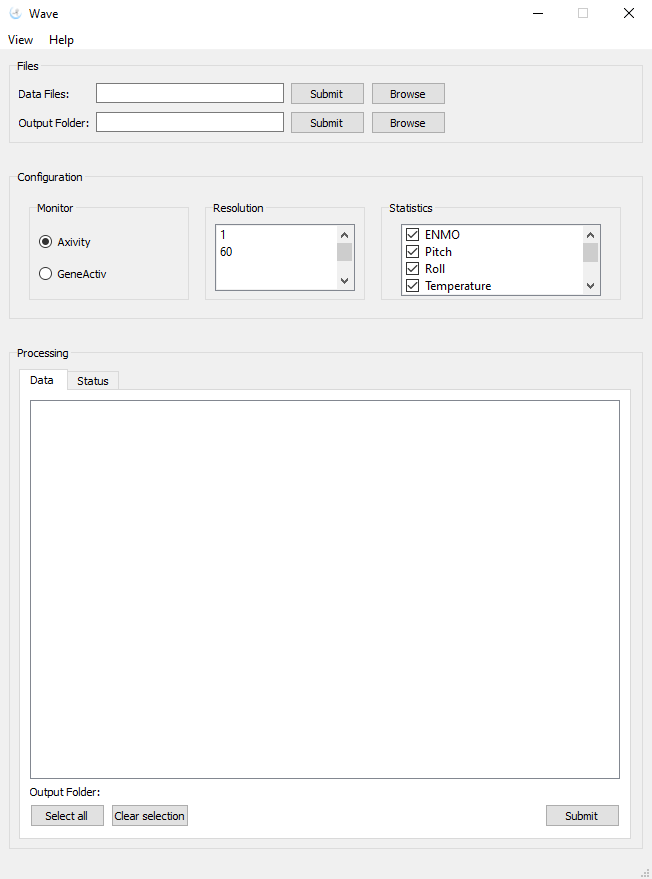 Wave
View Help
Files
Data Files: Submit Browse
Output Folder: Submit Browse
Configuration
Monitor
Axivity
GeneActiv
Resolution
1
60
Statistics
ENMO
Pitch
Roll
Temperature
Processing
Data Status
Output Folder:
Select all Clear selection Submit